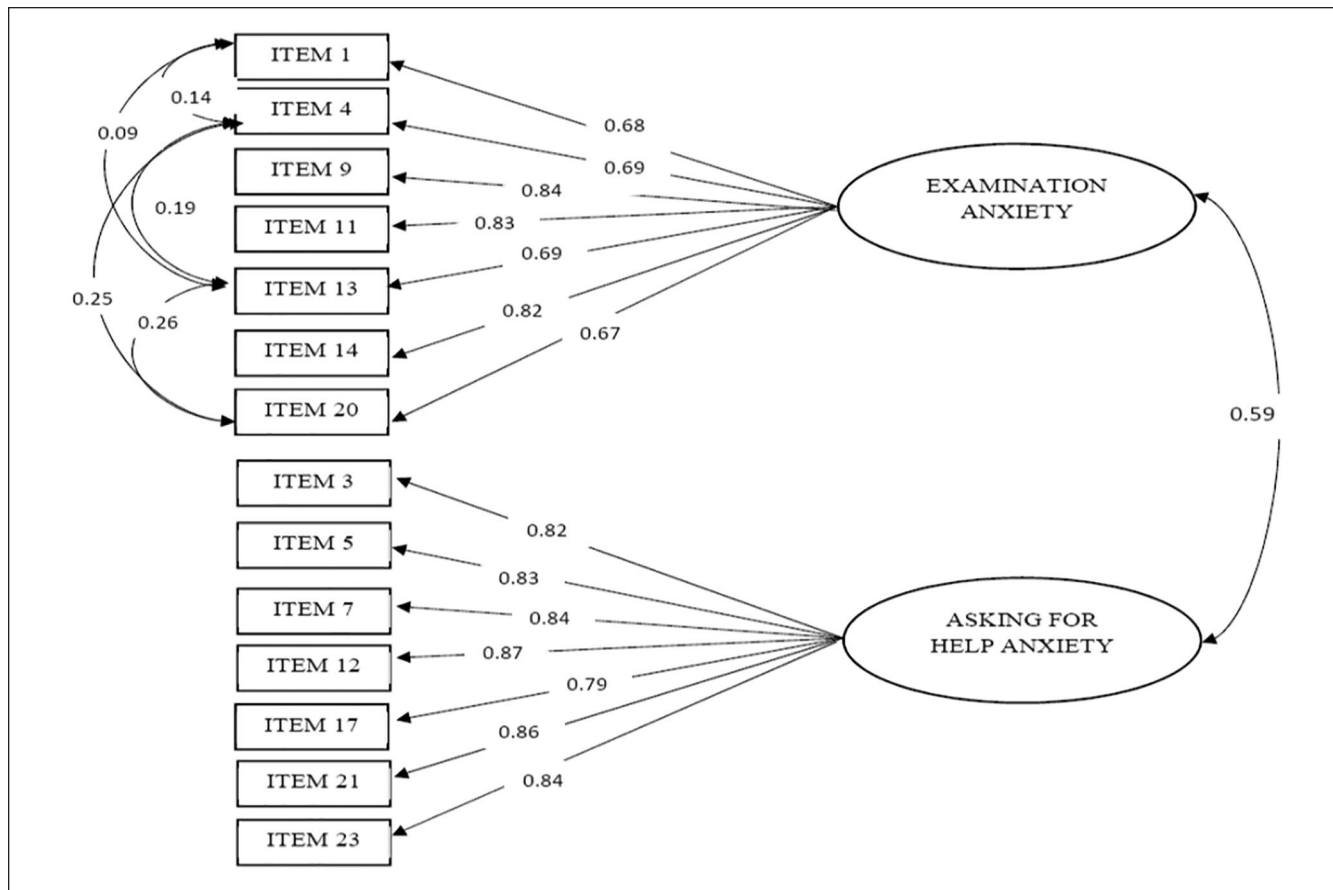 ITEM 1
0.14
ITEM 4
0.09
0.68
0.69
ITEM 9
0.84
EXAMINATION
ANXIETY
0.19
ITEM 11
0.83
0.69
ITEM 13
0.25
0.26
0.82
0.67
ITEM 14
ITEM 20
0.59
ITEM 3
0.82
ITEM 5
0.83
ITEM 7
0.84
ASKING FOR
HELP ANXIETY
ITEM 12
0.87
0.79
ITEM 17
0.86
ITEM 21
0.84
ITEM 23